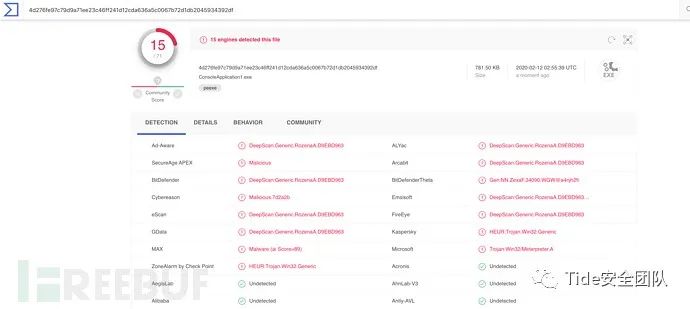 4d276fe97c79d9a71ee23c46ff241d12cda636a5c0067b72d1db2045934392df
15
/ 71
Community
Score
15 engines detected this file
4d276fe97c79d9a71ee23c46ff241d12cda636a5c0067b72d1db2045934392df
ConsoleApplication1.exe
peexe
781.50 KB
Size
2020-02-12 02:55:39 UTC
a moment ago
EXE
DETECTION DETAILS BEHAVIOR COMMUNITY
Ad-Aware DeepScan:Generic.RozenaA.D9EBD963 ALYac DeepScan:Generic.RozenaA.D9EBD963
SecureAge APEX Malicious Arcabit DeepScan:Generic.RozenaA.D9EBD963
BitDefender DeepScan:Generic.RozenaA.D9EBD963 BitDefenderTheta Gen:NN.ZexaF.34090.WGW@a4njh2fi
Cybereason Malicious.7d2a2b Emsisoft DeepScan:Generic.RozenaA.D9EBD963...
eScan DeepScan:Generic.RozenaA.D9EBD963 FireEye DeepScan:Generic.RozenaA.D9EBD963
GData DeepScan:Generic.RozenaA.D9EBD963 Kaspersky HEUR:Trojan.Win32.Generic
MAX Malware (ai Score=89) Microsoft Trojan:Win32/Meterpreter.A
ZoneAlarm by Check Point HEUR:Trojan.Win32.Generic Acronis Undetected
AegisLab Undetected AhnLab-V3 Undetected
Alibaba Undetected Antiy-AVL Undetected
FREEBUF
Tide安全团队